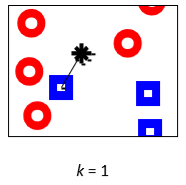 k = 1